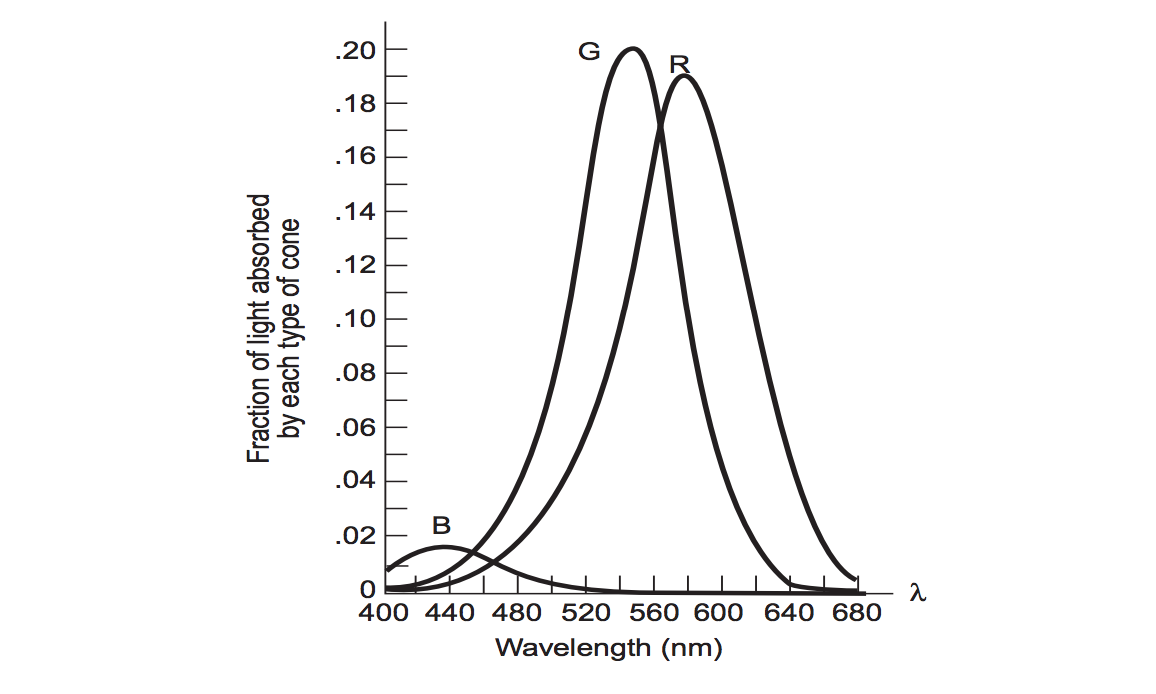 G
R
B
.20
.18
.16
.14
.12
.10
.08
.06
.04
.02
0
Fraction of light absorbed
by each type of cone
400 440 480 520 560 600 640 680
λ
Wavelength (nm)